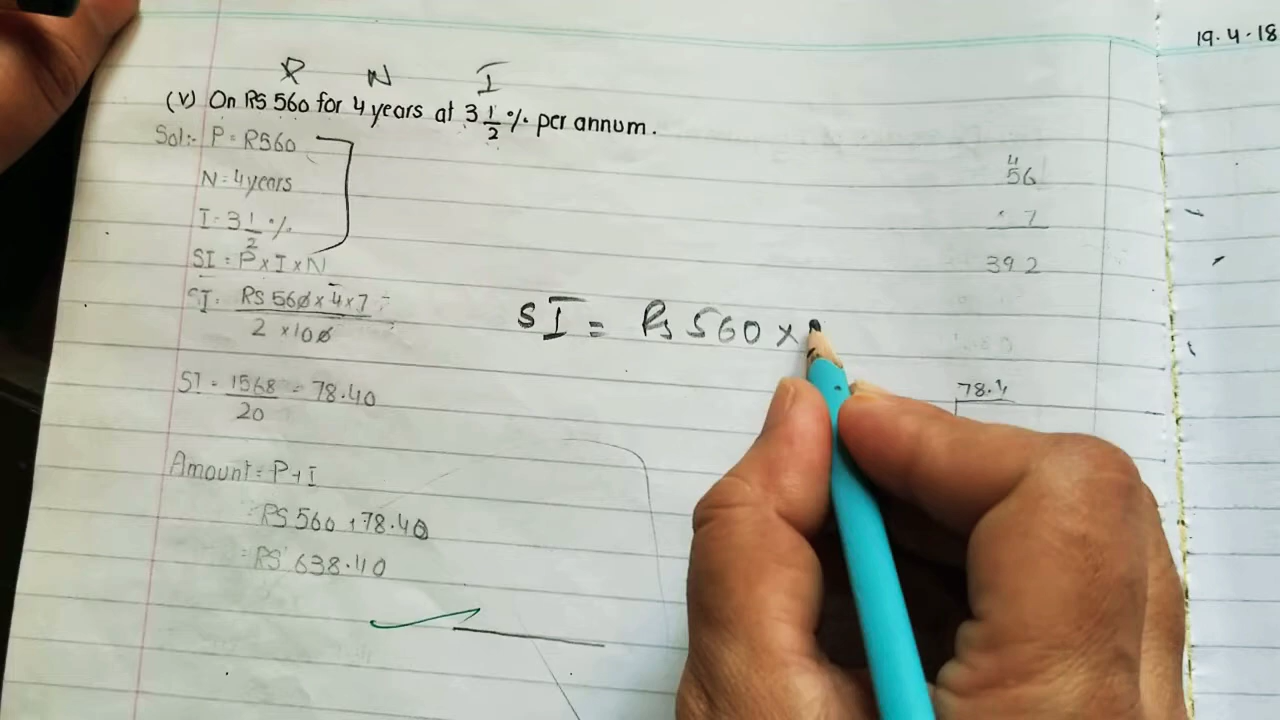 19.4.18
P N I
(V) On RS 560 for 4 years at 3 1/2 % per annum.
Sol:- P = R560
N = 4 years
I = 3 1/2 %
SI = P x I x N
SI = RS 560 x 4 x 7
2 x 100
SI = 1568 = 78.40
20
Amount = P + I
RS 560 + 78.40
= RS 638.40
SI = Rs 560 x
4
56
x 7
392
78.4